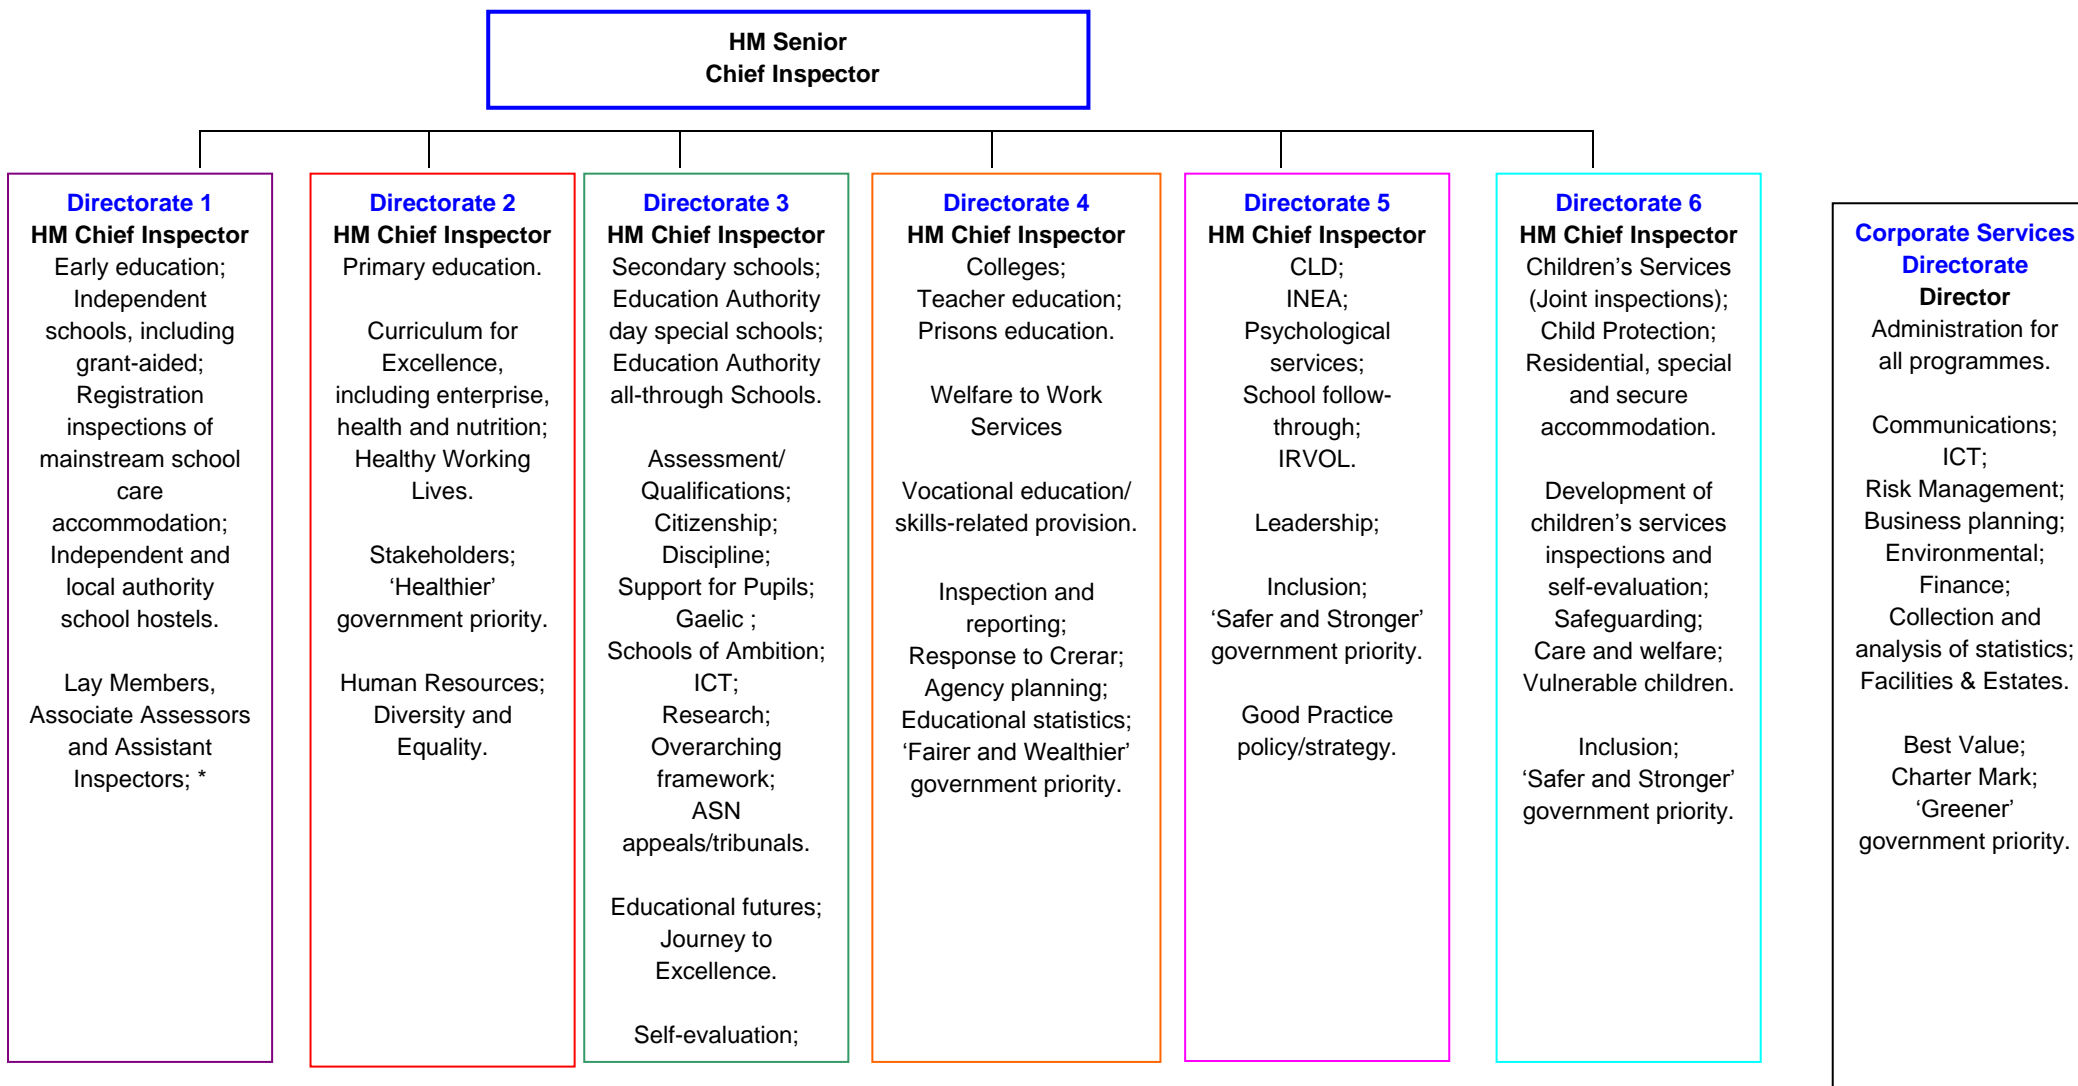 HM Senior
Chief Inspector
Directorate 1
HM Chief Inspector
Early education;
Independent
schools, including
grant-aided;
Registration
inspections of
mainstream school
care
accommodation;
Independent and
local authority
school hostels.
Lay Members,
Associate Assessors
and Assistant
Inspectors; *
Directorate 2
HM Chief Inspector
Primary education.
Curriculum for
Excellence,
including enterprise,
health and nutrition;
Healthy Working
Lives.
Stakeholders;
‘Healthier’
government priority.
Human Resources;
Diversity and
Equality.
Directorate 3
HM Chief Inspector
Secondary schools;
Education Authority
day special schools;
Education Authority
all-through Schools.
Assessment/
Qualifications;
Citizenship;
Discipline;
Support for Pupils;
Gaelic ;
Schools of Ambition;
ICT;
Research;
Overarching
framework;
ASN
appeals/tribunals.
Educational futures;
Journey to
Excellence.
Self-evaluation;
Directorate 4
HM Chief Inspector
Colleges;
Teacher education;
Prisons education.
Welfare to Work
Services
Vocational education/
skills-related provision.
Inspection and
reporting;
Response to Crerar;
Agency planning;
Educational statistics;
‘Fairer and Wealthier’
government priority.
Directorate 5
HM Chief Inspector
CLD;
INEA;
Psychological
services;
School follow-
through;
IRVOL.
Leadership;
Inclusion;
‘Safer and Stronger’
government priority.
Good Practice
policy/strategy.
Directorate 6
HM Chief Inspector
Children’s Services
(Joint inspections);
Child Protection;
Residential, special
and secure
accommodation.
Development of
children’s services
inspections and
self-evaluation;
Safeguarding;
Care and welfare;
Vulnerable children.
Inclusion;
‘Safer and Stronger’
government priority.
Corporate Services
Directorate
Director
Administration for
all programmes.
Communications;
ICT;
Risk Management;
Business planning;
Environmental;
Finance;
Collection and
analysis of statistics;
Facilities & Estates.
Best Value;
Charter Mark;
‘Greener’
government priority.